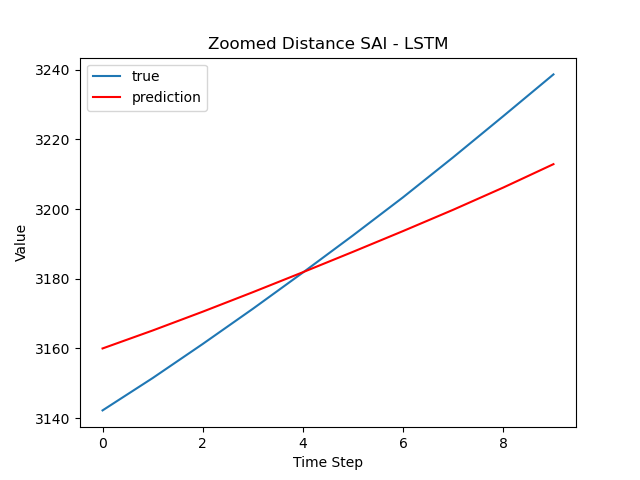 Zoomed Distance SAI - LSTM
true
prediction
3240
3220
3200
3180
3160
3140
Value
0 2 4 6 8
Time Step